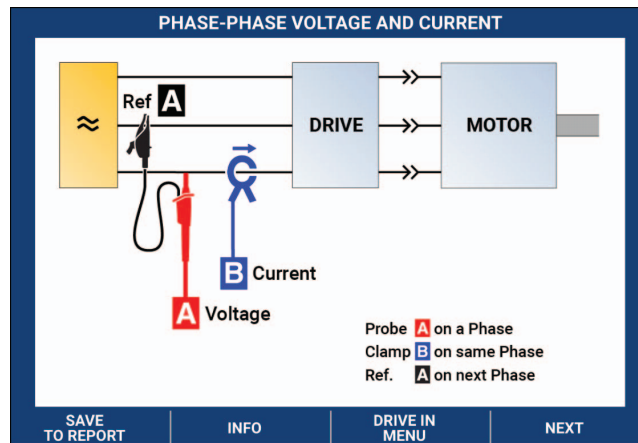 PHASE-PHASE VOLTAGE AND CURRENT
Ref A
≈
DRIVE
MOTOR
B Current
A Voltage
Probe A on a Phase
Clamp B on same Phase
Ref. A on next Phase
SAVE
TO REPORT
INFO
DRIVE IN
MENU
NEXT